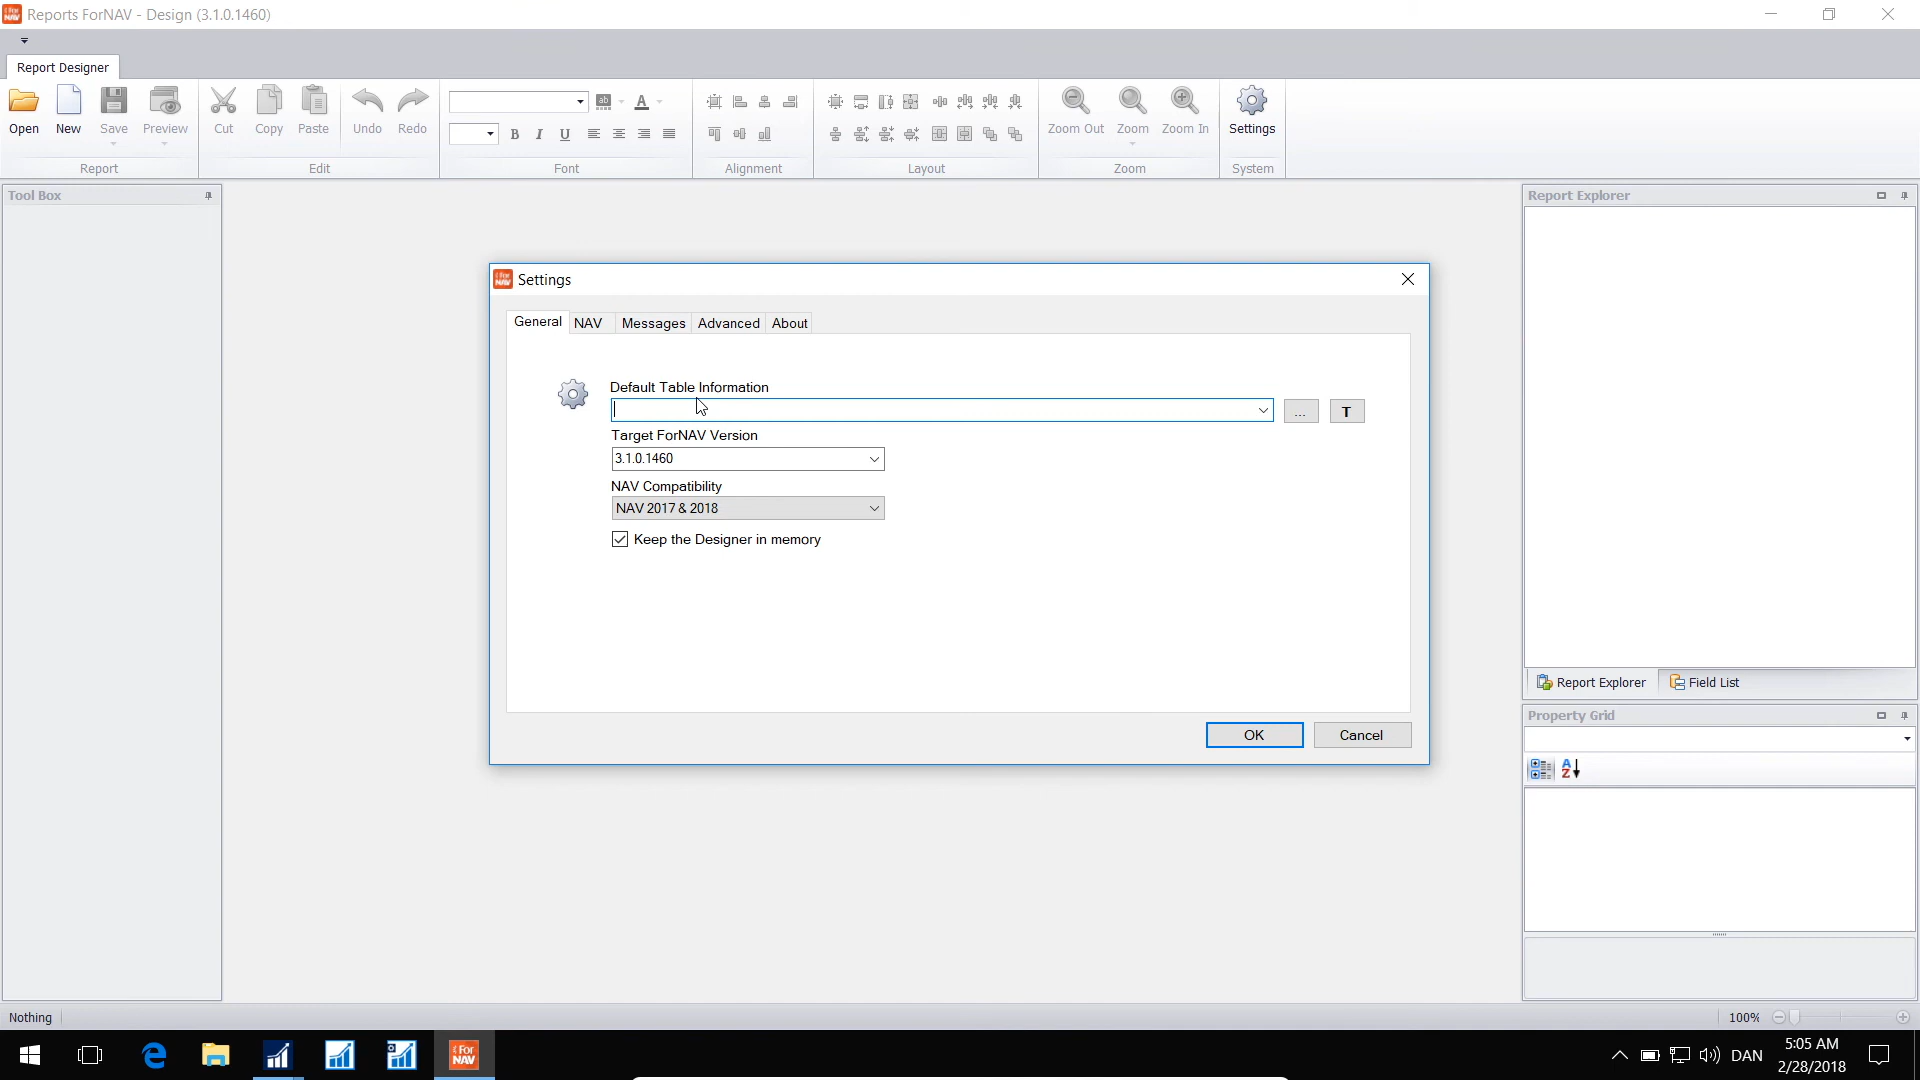 Reports ForNAV - Design (3.1.0.1460)
Report Designer
Open New Save Preview Cut Copy Paste Undo Redo
ab A
B I U
Zoom Out Zoom Zoom In Settings
Report Edit Font Alignment Layout Zoom System
Tool Box
Report Explorer
Settings
General NAV Messages Advanced About
Default Table Information
... T
Target ForNAV Version
3.1.0.1460
NAV Compatibility
NAV 2017 & 2018
Keep the Designer in memory
OK Cancel
Report Explorer Field List
Property Grid
A
Z
Nothing
100%
For
NAV
DAN
5:05 AM
2/28/2018